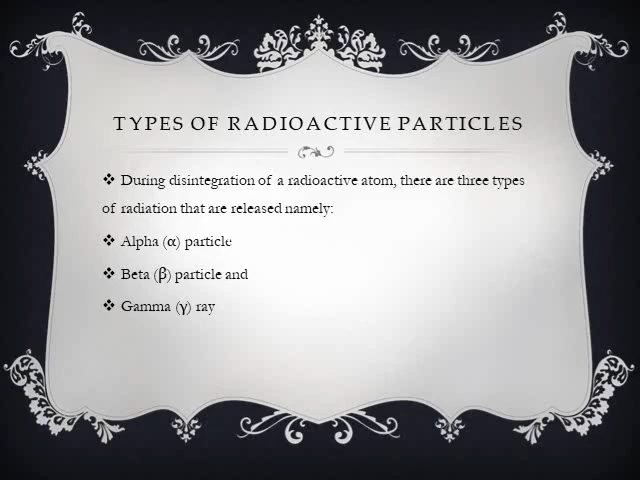 TYPES OF RADIOACTIVE PARTICLES
❖ During disintegration of a radioactive atom, there are three types
of radiation that are released namely:
❖ Alpha (α) particle
❖ Beta (β) particle and
❖ Gamma (γ) ray